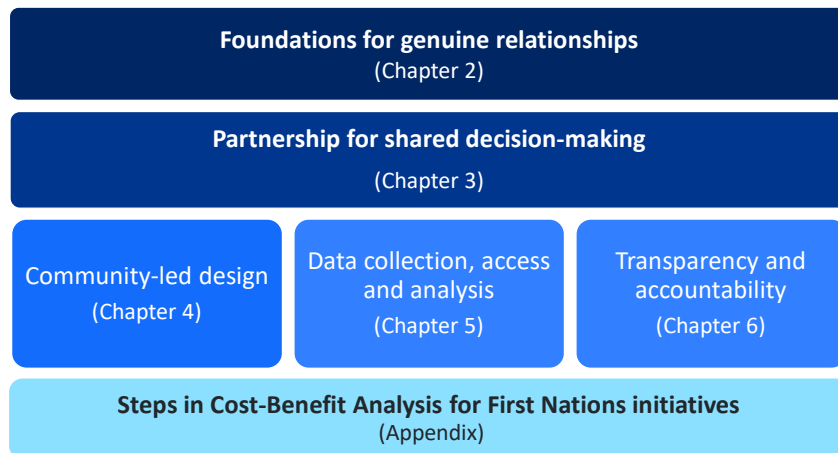 Foundations for genuine relationships
(Chapter 2)
Partnership for shared decision-making
(Chapter 3)
Community-led design
(Chapter 4)
Data collection, access
and analysis
(Chapter 5)
Transparency and
accountability
(Chapter 6)
Steps in Cost-Benefit Analysis for First Nations initiatives
(Appendix)